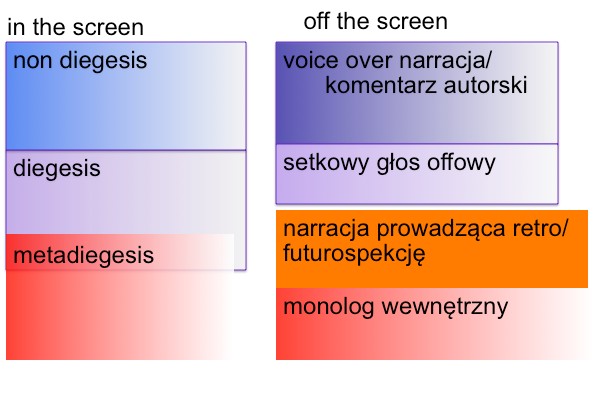 in the screen
non diegesis
diegesis
metadiegesis
off the screen
voice over narracja/
komentarz autorski
setkowy głos offowy
narracja prowadząca retro/
futurospekcję
monolog wewnętrzny